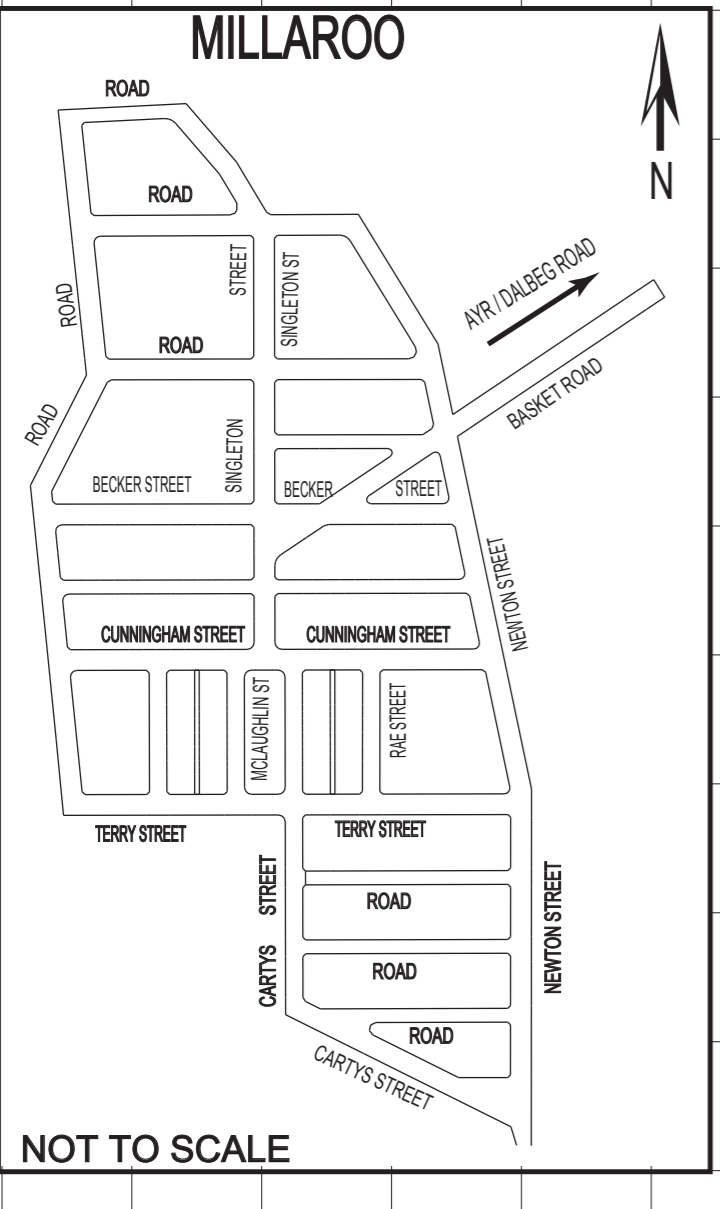 MILLAROO
ROAD
N
ROAD
STREET
SINGLETON ST
AYR / DALBEG ROAD
ROAD
ROAD
BASKET ROAD
ROAD
SINGLETON
BECKER STREET
BECKER
STREET
NEWTON STREET
CUNNINGHAM STREET
CUNNINGHAM STREET
MCLAUGHLIN ST
RAE STREET
TERRY STREET
TERRY STREET
CARTYS STREET
ROAD
NEWTON STREET
ROAD
ROAD
CARTYS STREET
NOT TO SCALE